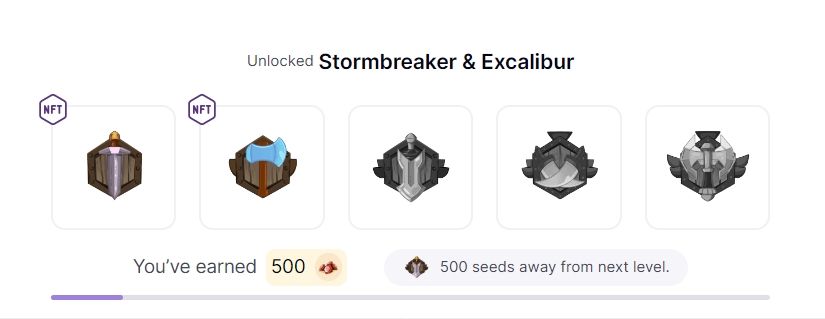 Unlocked Stormbreaker & Excalibur
NFT NFT
You've earned 500 500 seeds away from next level.